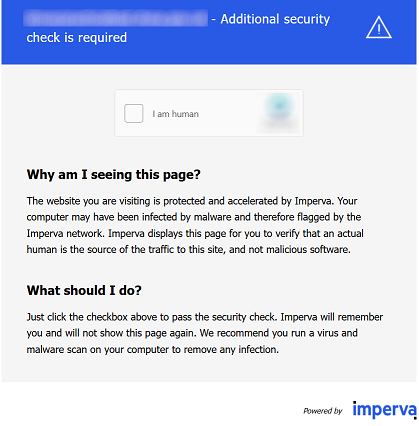 - Additional security
check is required
I am human
Why am I seeing this page?
The website you are visiting is protected and accelerated by Imperva. Your
computer may have been infected by malware and therefore flagged by the
Imperva network. Imperva displays this page for you to verify that an actual
human is the source of the traffic to this site, and not malicious software.
What should I do?
Just click the checkbox above to pass the security check. Imperva will remember
you and will not show this page again. We recommend you run a virus and
malware scan on your computer to remove any infection.
Powered by imperva